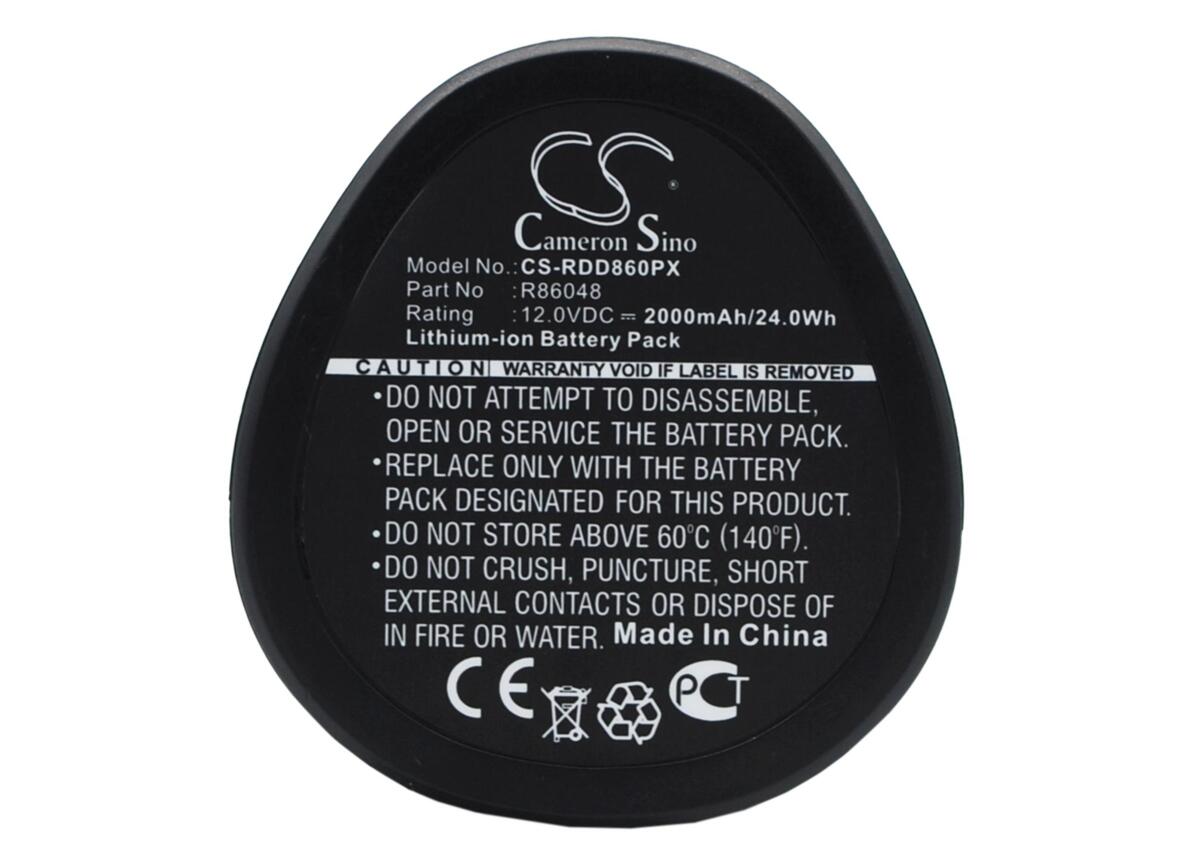 CS
®
Cameron Sino
Model No.:CS-RDD860PX
Part No :R86048
Rating :12.0VDC ⎓ 2000mAh/24.0Wh
Lithium-ion Battery Pack
CAUTION WARRANTY VOID IF LABEL IS REMOVED
•DO NOT ATTEMPT TO DISASSEMBLE,
OPEN OR SERVICE THE BATTERY PACK.
•REPLACE ONLY WITH THE BATTERY
PACK DESIGNATED FOR THIS PRODUCT.
•DO NOT STORE ABOVE 60°C (140°F).
•DO NOT CRUSH, PUNCTURE, SHORT
EXTERNAL CONTACTS OR DISPOSE OF
IN FIRE OR WATER. Made In China
CE PCT